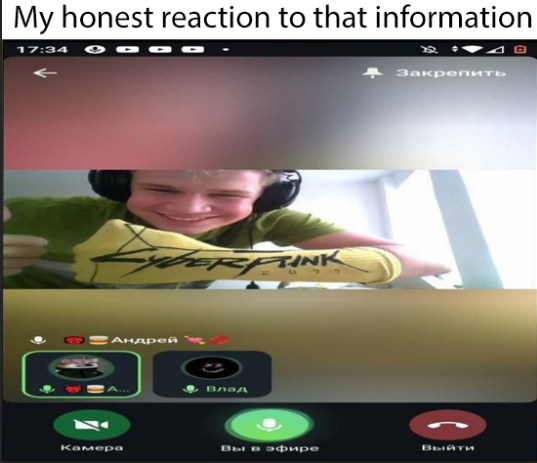 My honest reaction to that information
17:34
Закрепить
CYBERPUNK
2077
Андрей
А...
Влад
Камера
Вы в эфире
Выйти